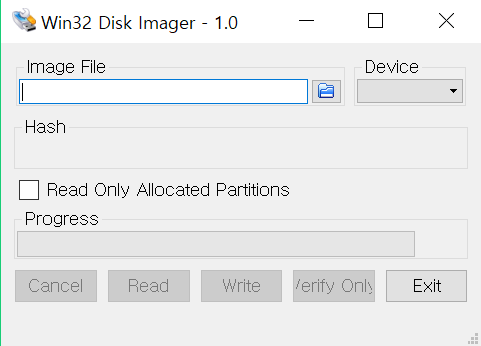 Win32 Disk Imager - 1.0
Image File
Device
Hash
Read Only Allocated Partitions
Progress
Cancel
Read
Write
Verify Only
Exit